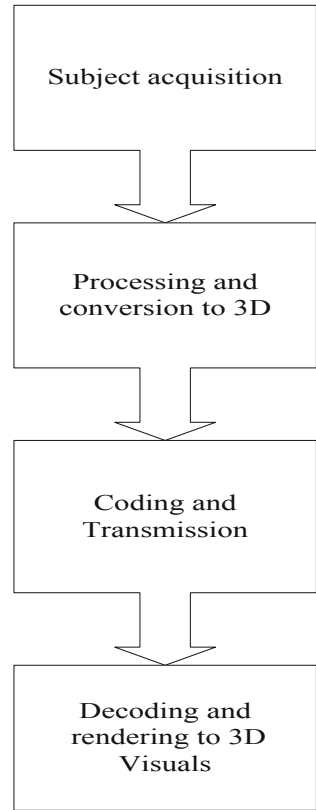 Subject acquisition
Processing and
conversion to 3D
Coding and
Transmission
Decoding and
rendering to 3D
Visuals